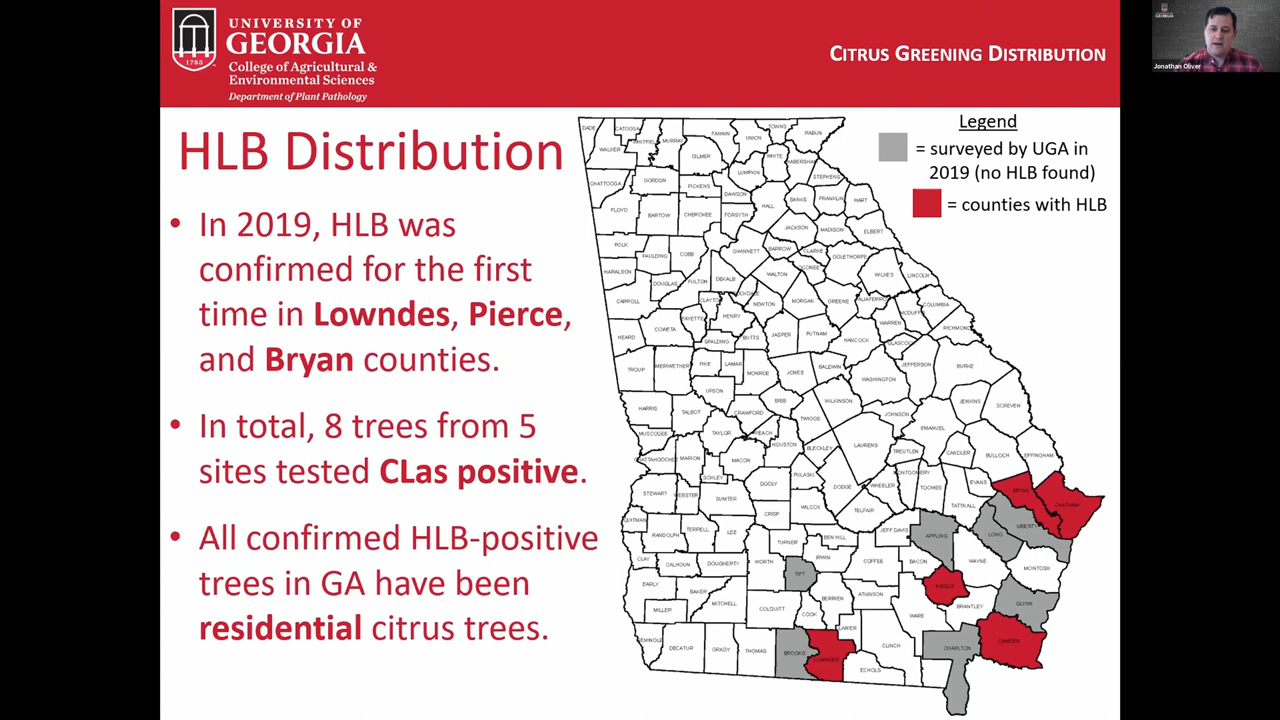 UNIVERSITY OF
GEORGIA
1785
College of Agricultural &
Environmental Sciences
Department of Plant Pathology
CITRUS GREENING DISTRIBUTION
Jonathan Oliver
HLB Distribution
• In 2019, HLB was
confirmed for the first
time in Lowndes, Pierce,
and Bryan counties.
• In total, 8 trees from 5
sites tested CLas positive.
• All confirmed HLB-positive
trees in GA have been
residential citrus trees.
Legend
= surveyed by UGA in
2019 (no HLB found)
= counties with HLB
DADE
CATOOSA
WHITFIELD
MURRAY
FANNIN
UNION
TOWNS
RABUN
WALKER
GILMER
WHITE
HABERSHAM
LUMPKIN
STEPHENS
CHATTOOGA
GORDON
PICKENS
DAWSON
BANKS
FRANKLIN
HART
HALL
FLOYD
BARTOW
CHEROKEE
FORSYTH
JACKSON
MADISON
ELBERT
POLK
PAULDING
COBB
GWINNETT
BARROW
CLARKE
OGLETHORPE
OCONEE
HARALSON
DOUGLAS
FULTON
DEKALB
WALTON
WILKES
LINCOLN
CARROLL
CLAYTON
ROCKDALE
NEWTON
MORGAN
GREENE
TALIAFERRO
MCDUFFIE
COLUMBIA
FAYETTE
HENRY
WARREN
RICHMOND
HEARD
COWETA
SPALDING
BUTTS
JASPER
PUTNAM
HANCOCK
GLASCOCK
TROUP
MERIWETHER
PIKE
LAMAR
MONROE
JONES
BALDWIN
JEFFERSON
BURKE
WASHINGTON
UPSON
BIBB
WILKINSON
JENKINS
SCREVEN
HARRIS
TALBOT
CRAWFORD
TWIGGS
JOHNSON
EMANUEL
MUSCOGEE
TAYLOR
PEACH
HOUSTON
BLECKLEY
LAURENS
TREUTLEN
CANDLER
BULLOCH
EFFINGHAM
CHATTAHOOCHEE
MARION
MACON
SCHLEY
DOOLY
PULASKI
DODGE
WHEELER
MONTGOMERY
TOOMBS
EVANS
BRYAN
CHATHAM
STEWART
WEBSTER
SUMTER
CRISP
WILCOX
TELFAIR
TATTNALL
QUITMAN
RANDOLPH
TERRELL
LEE
TURNER
BEN HILL
JEFF DAVIS
APPLING
LONG
LIBERTY
CLAY
CALHOUN
DOUGHERTY
WORTH
TIFT
IRWIN
COFFEE
BACON
WAYNE
MCINTOSH
EARLY
BAKER
MITCHELL
COLQUITT
COOK
BERRIEN
ATKINSON
PIERCE
BRANTLEY
GLYNN
MILLER
LANIER
WARE
SEMINOLE
DECATUR
GRADY
THOMAS
BROOKS
LOWNDES
ECHOLS
CLINCH
CHARLTON
CAMDEN